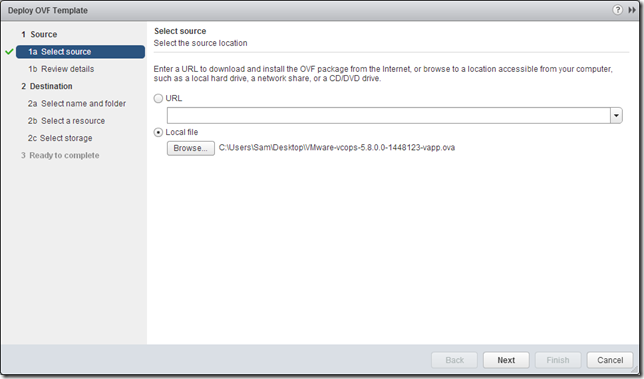 Deploy OVF Template
?
1 Source
1a Select source
1b Review details
2 Destination
2a Select name and folder
2b Select a resource
2c Select storage
3 Ready to complete
Select source
Select the source location
Enter a URL to download and install the OVF package from the Internet, or browse to a location accessible from your computer,
such as a local hard drive, a network share, or a CD/DVD drive.
URL
Local file
Browse... C:\Users\Sam\Desktop\VMware-vcops-5.8.0.0-1448123-vapp.ova
Back Next Finish Cancel